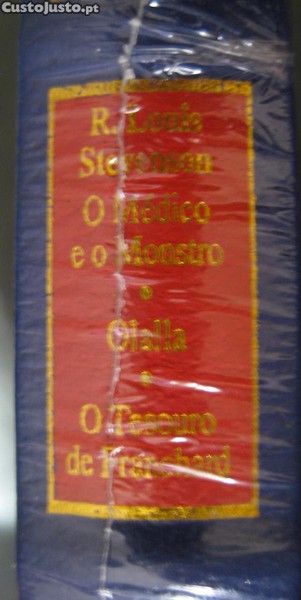 CustoJusto.pt
R. Louis
Stevenson
O Médico
e o Monstro
Olalla
O Tesouro
de Franchard